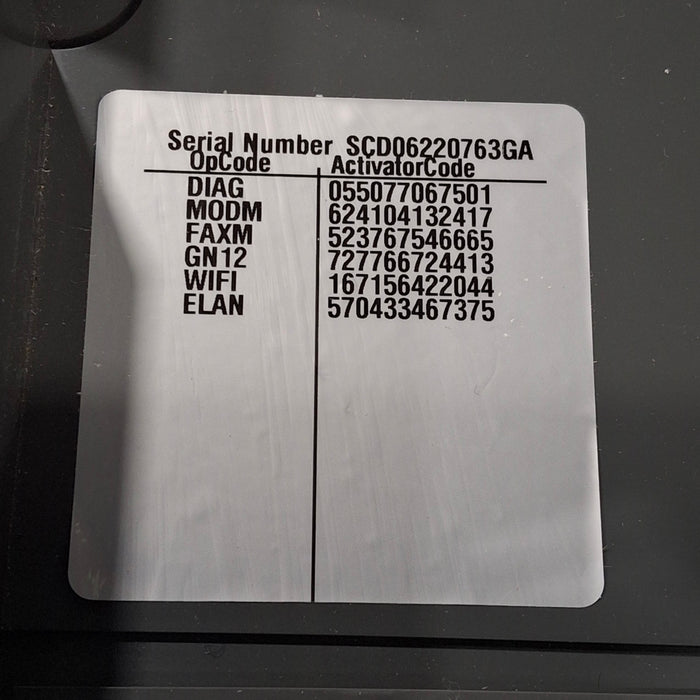 Serial Number SCD06220763GA
OpCode ActivatorCode
DIAG 055077067501
MODM 624104132417
FAXM 523767546665
GN12 727766724413
WIFI 167156422044
ELAN 570433467375